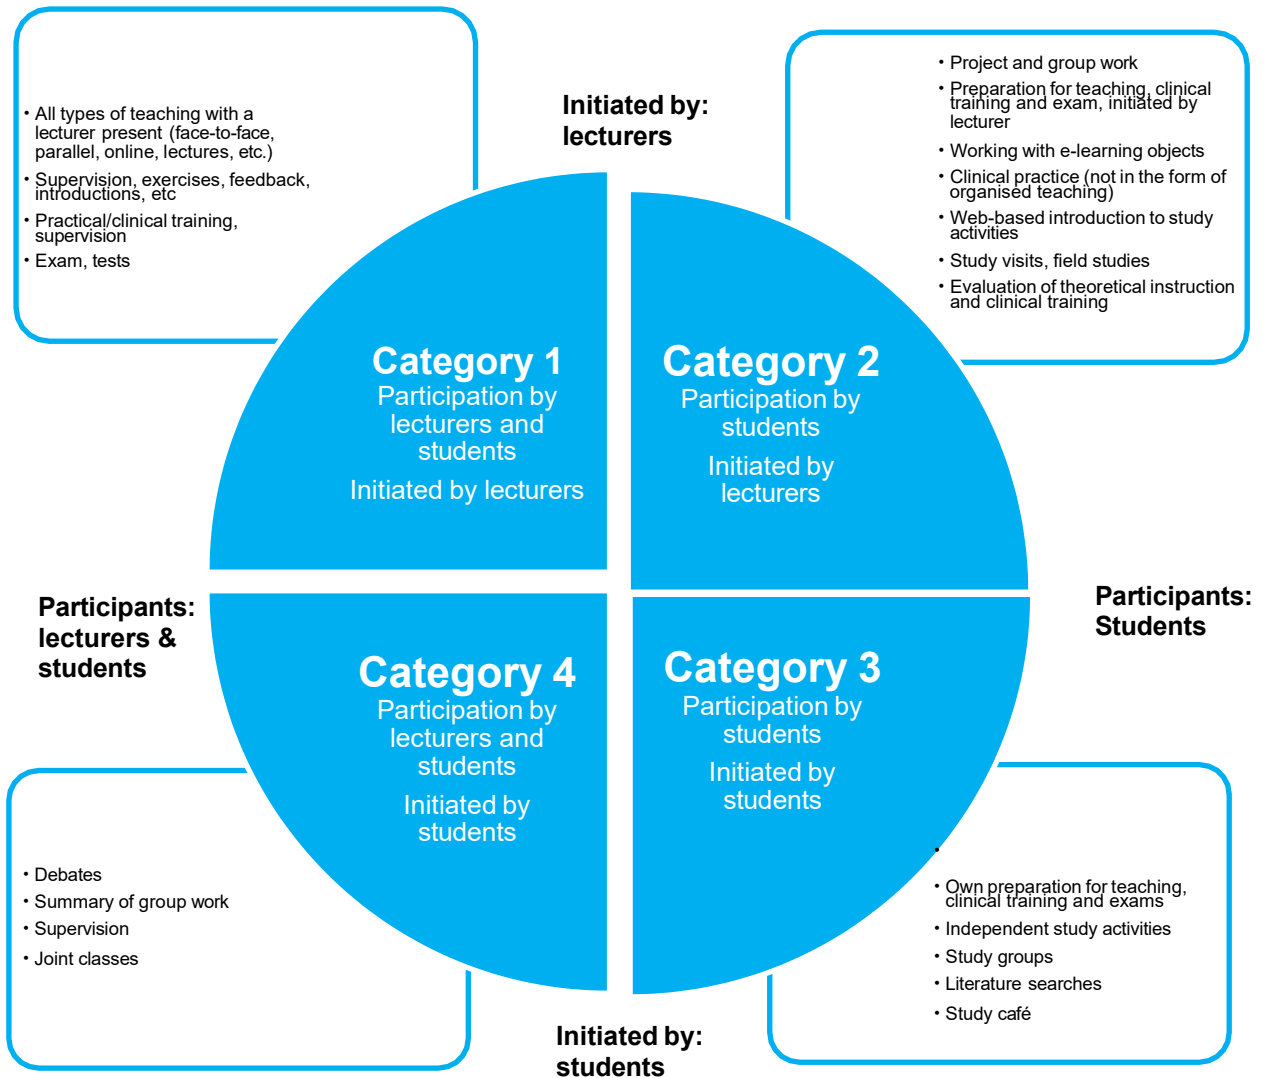 • All types of teaching with a
lecturer present (face-to-face,
parallel, online, lectures, etc.)
• Supervision, exercises, feedback,
introductions, etc
• Practical/clinical training,
supervision
• Exam, tests
Initiated by:
lecturers
• Project and group work
• Preparation for teaching, clinical
training and exam, initiated by
lecturer
• Working with e-learning objects
• Clinical practice (not in the form of
organised teaching)
• Web-based introduction to study
activities
• Study visits, field studies
• Evaluation of theoretical instruction
and clinical training
Category 1
Participation by
lecturers and
students
Initiated by lecturers
Category 2
Participation by
students
Initiated by
lecturers
Participants:
lecturers &
students
Participants:
Students
Category 4
Participation by
lecturers and
students
Initiated by
students
Category 3
Participation by
students
Initiated by
students
• Debates
• Summary of group work
• Supervision
• Joint classes
•
• Own preparation for teaching,
clinical training and exams
• Independent study activities
• Study groups
• Literature searches
• Study café
Initiated by:
students